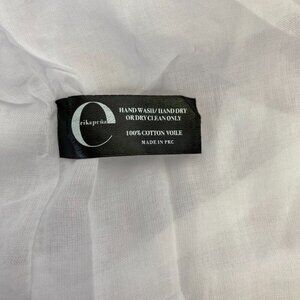 erikapeña
HAND WASH/ HAND DRY
OR DRY CLEAN ONLY
100% COTTON VOILE
MADE IN PRC